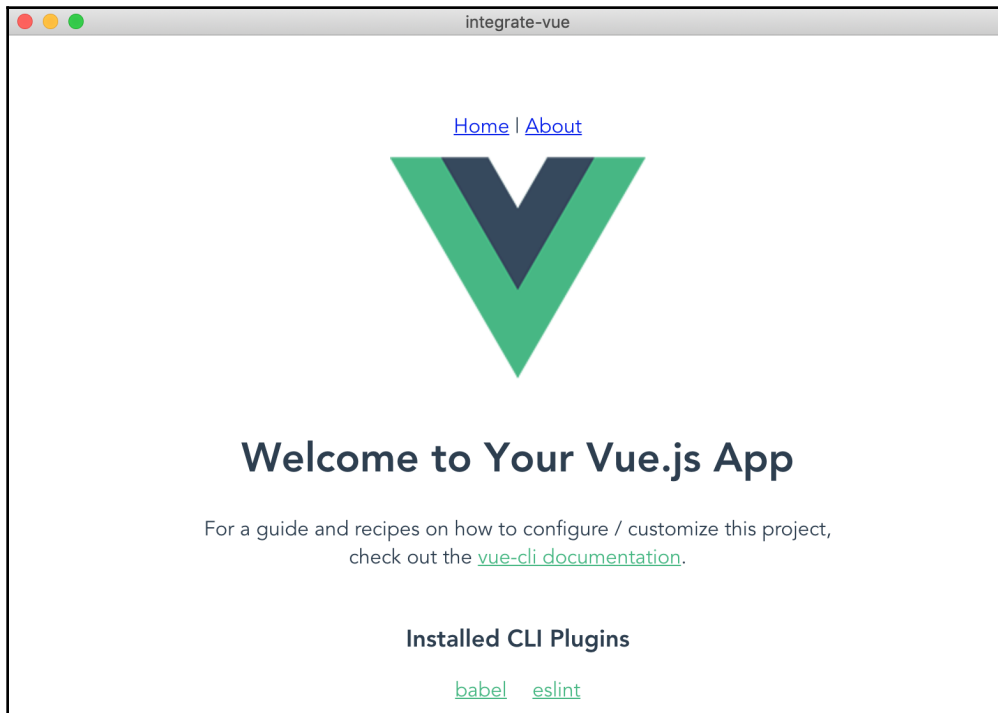 integrate-vue
Home | About
Welcome to Your Vue.js App
For a guide and recipes on how to configure / customize this project,
check out the vue-cli documentation.
Installed CLI Plugins
babel eslint